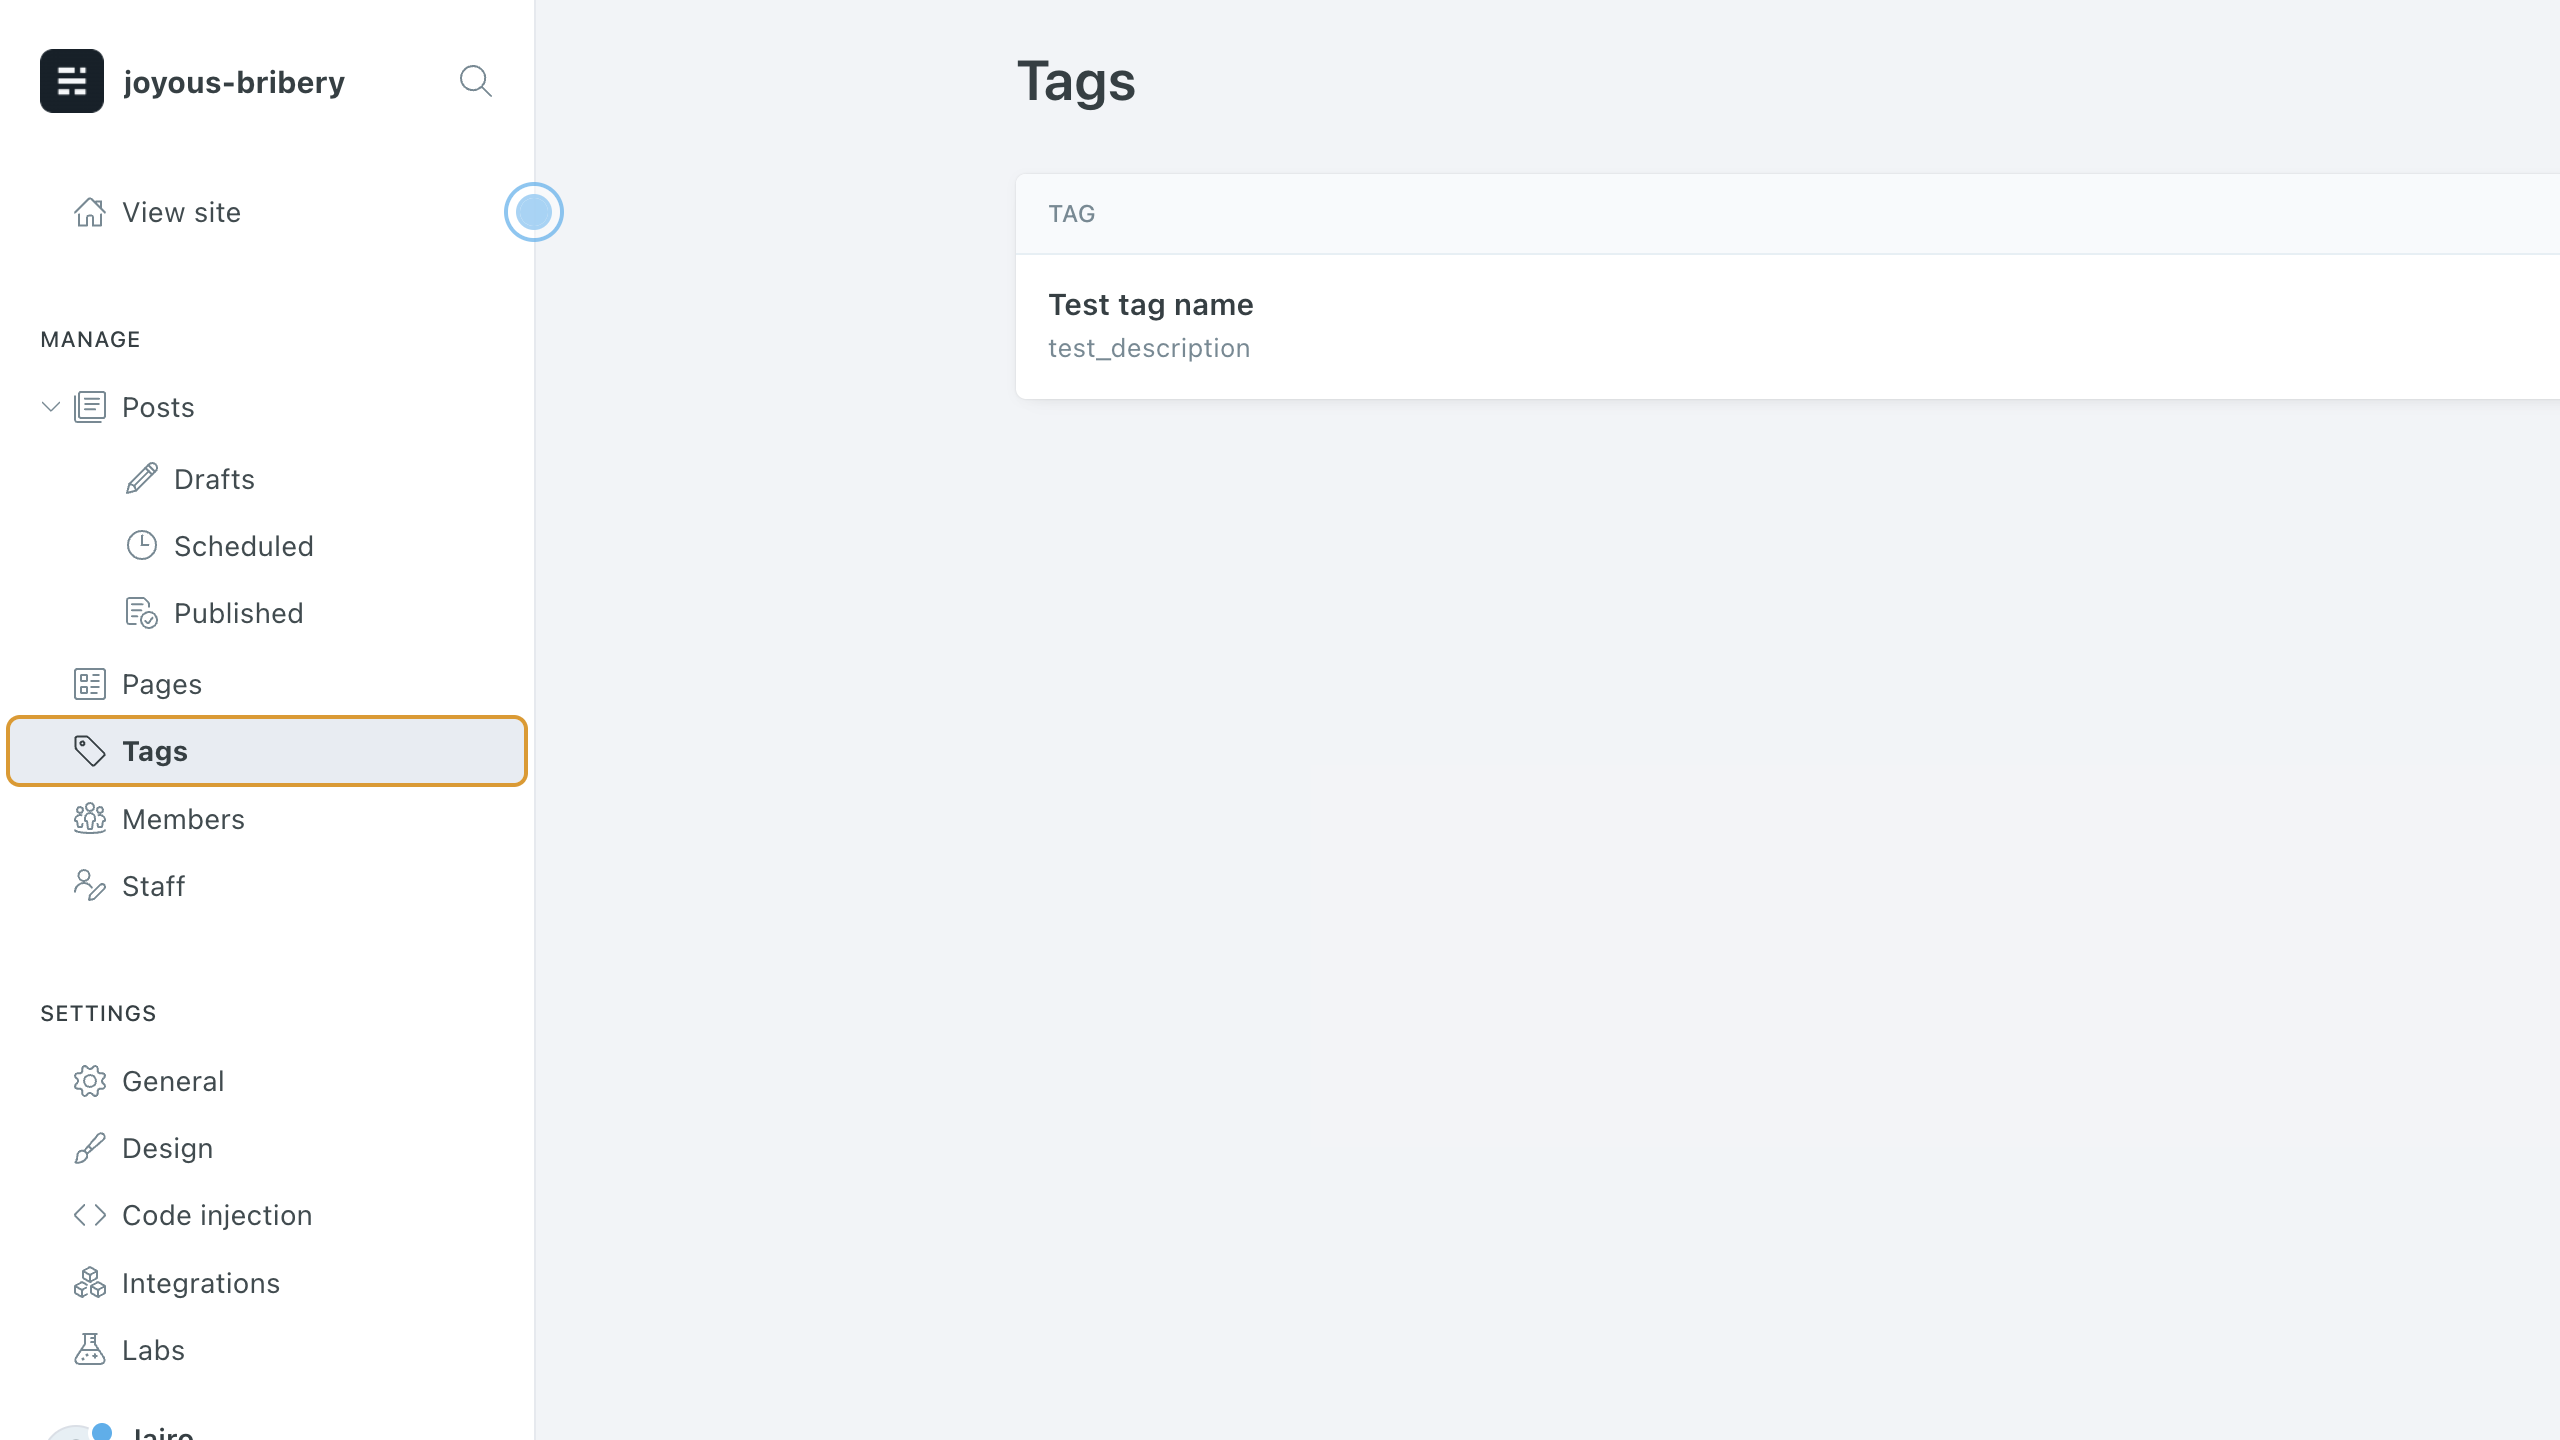 joyous-bribery
View site
MANAGE
Posts
Drafts
Scheduled
Published
Pages
Tags
Members
Staff
SETTINGS
General
Design
Code injection
Integrations
Labs
Jairo
Tags
TAG
Test tag name
test_description